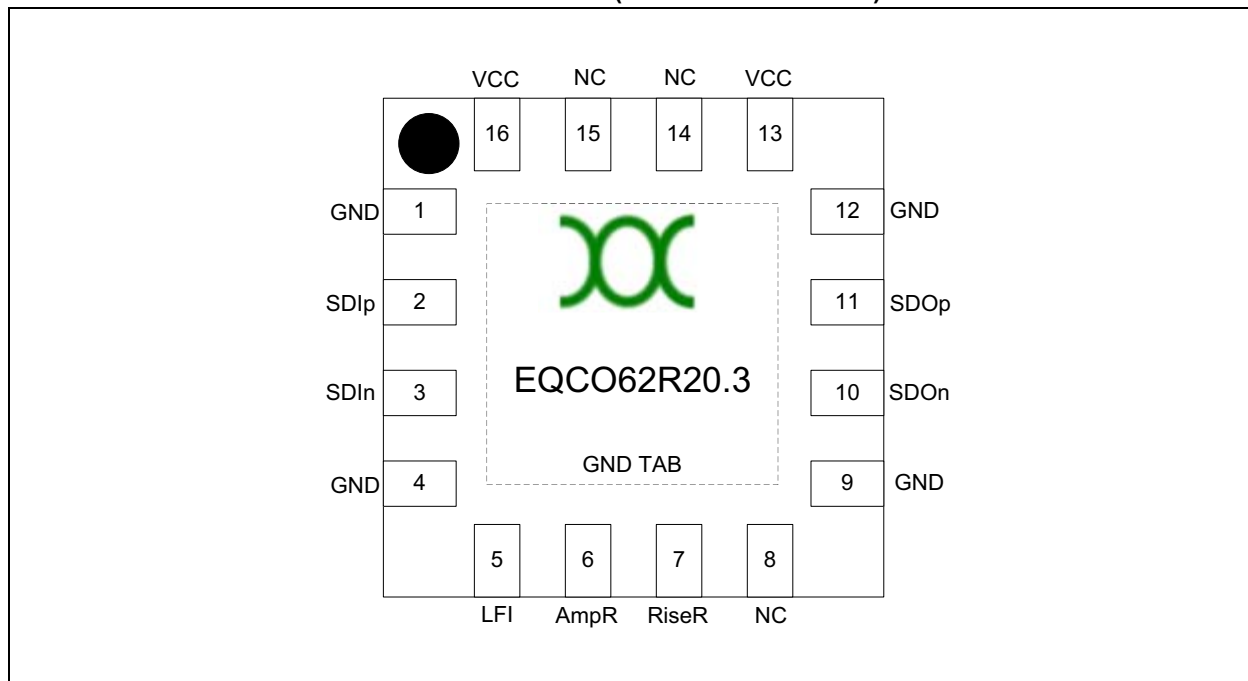 VCC NC NC VCC
16 15 14 13
GND 1 12 GND
SDIp 2 11 SDOp
EQCO62R20.3
SDIn 3 10 SDOn
GND TAB
GND 4 9 GND
5 6 7 8
LFI AmpR RiseR NC